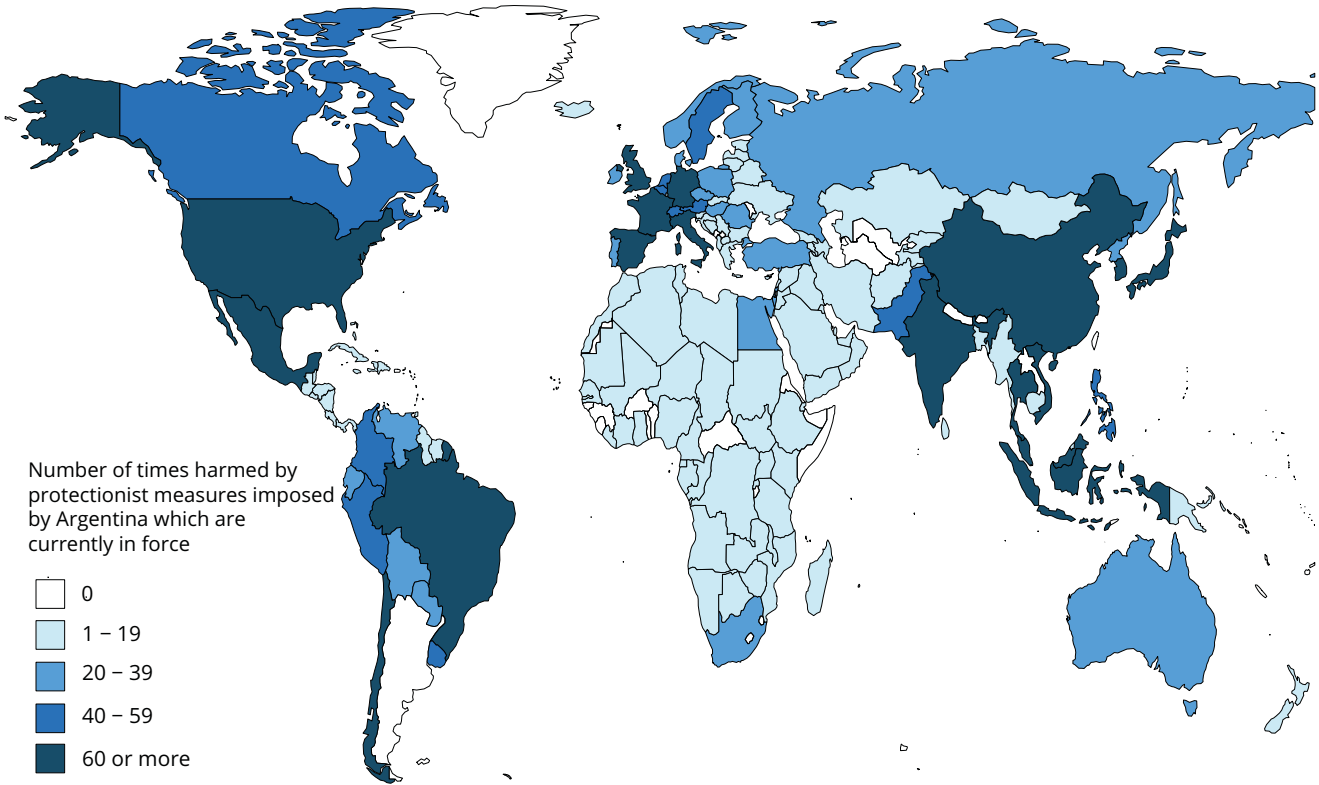 Number of times harmed by
protectionist measures imposed
by Argentina which are
currently in force
0
1 – 19
20 – 39
40 – 59
60 or more